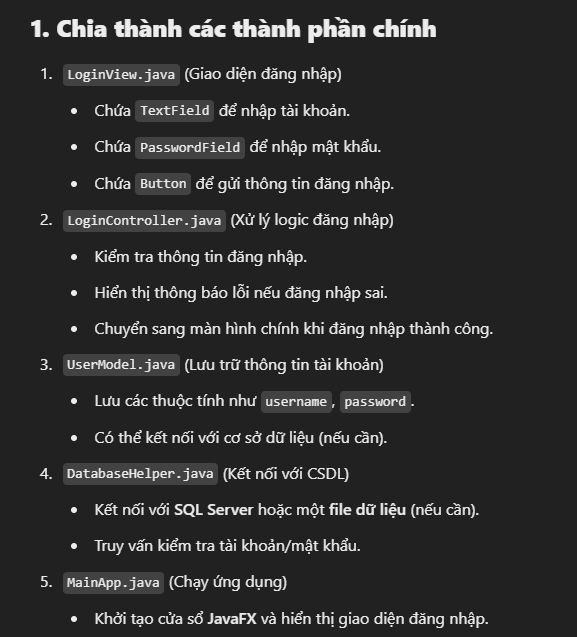 1. Chia thành các thành phần chính
1. LoginView.java (Giao diện đăng nhập)
• Chứa TextField để nhập tài khoản.
• Chứa PasswordField để nhập mật khẩu.
• Chứa Button để gửi thông tin đăng nhập.
2. LoginController.java (Xử lý logic đăng nhập)
• Kiểm tra thông tin đăng nhập.
• Hiển thị thông báo lỗi nếu đăng nhập sai.
• Chuyển sang màn hình chính khi đăng nhập thành công.
3. UserModel.java (Lưu trữ thông tin tài khoản)
• Lưu các thuộc tính như username, password.
• Có thể kết nối với cơ sở dữ liệu (nếu cần).
4. DatabaseHelper.java (Kết nối với CSDL)
• Kết nối với SQL Server hoặc một file dữ liệu (nếu cần).
• Truy vấn kiểm tra tài khoản/mật khẩu.
5. MainApp.java (Chạy ứng dụng)
• Khởi tạo cửa sổ JavaFX và hiển thị giao diện đăng nhập.